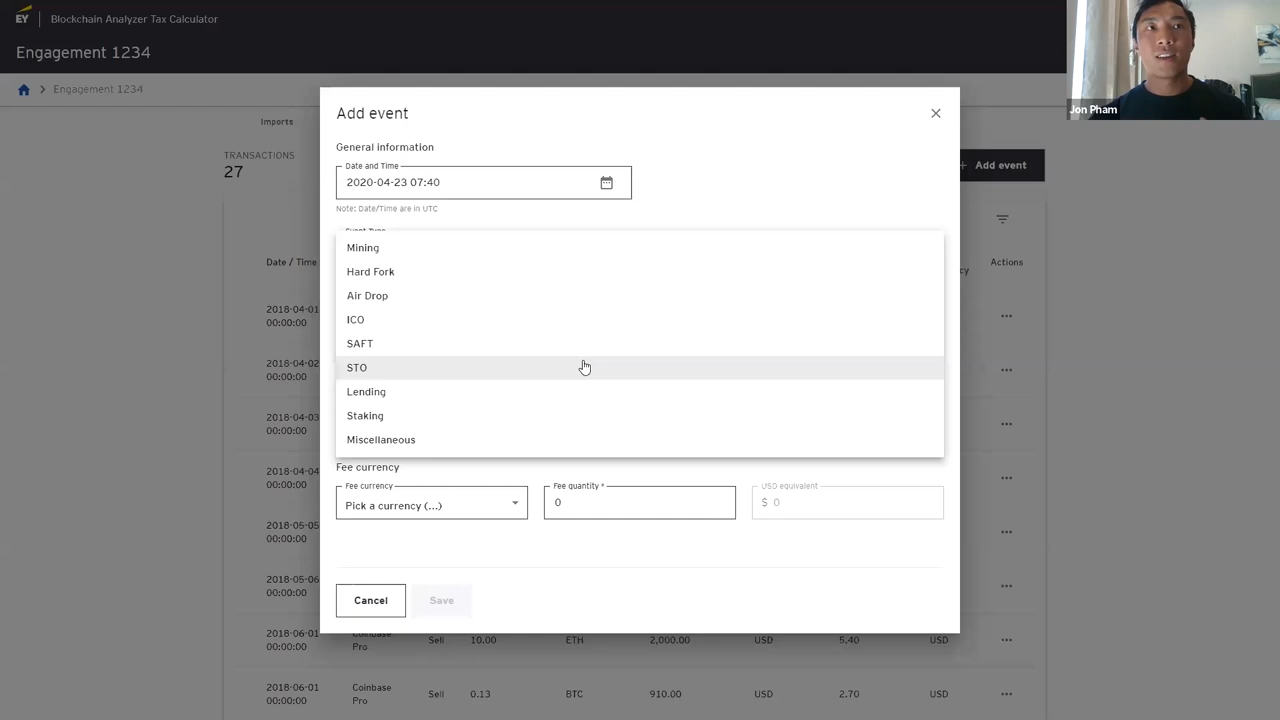 EY
Blockchain Analyzer Tax Calculator
Engagement 1234
Jon Pham
Engagement 1234
Imports
TRANSACTIONS
27
+ Add event
Date / Time
Actions
2018-04-01
00:00:00
2018-04-02
00:00:00
2018-04-03
00:00:00
2018-04-04
00:00:00
2018-05-05
00:00:00
2018-05-06
00:00:00
2018-06-01
00:00:00
Coinbase
Pro
Sell
10.00
ETH
2,000.00
USD
5.40
USD
2018-06-01
00:00:00
Coinbase
Pro
Sell
0.13
BTC
910.00
USD
2.70
USD
Add event
General information
Date and Time
2020-04-23 07:40
Note: Date/Time are in UTC
Event Type
Mining
Hard Fork
Air Drop
ICO
SAFT
STO
Lending
Staking
Miscellaneous
Fee currency
Fee currency
Pick a currency (...)
Fee quantity *
0
USD equivalent
$ 0
Cancel
Save